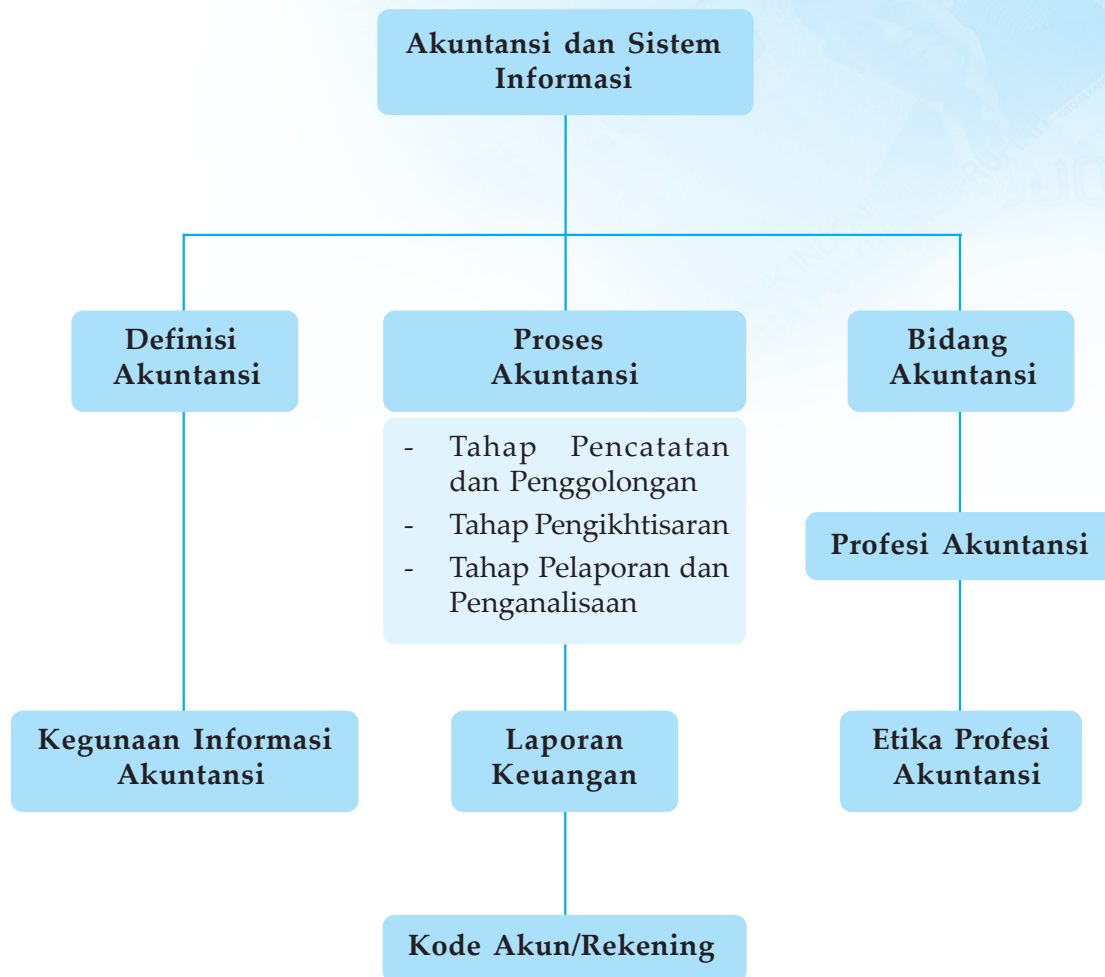 Akuntansi dan Sistem
Informasi
Definisi
Akuntansi
Proses
Akuntansi
Bidang
Akuntansi
- Tahap Pencatatan
dan Penggolongan
- Tahap Pengikhtisaran
- Tahap Pelaporan dan
Penganalisaan
Profesi Akuntansi
Kegunaan Informasi
Akuntansi
Laporan
Keuangan
Etika Profesi
Akuntansi
Kode Akun/Rekening